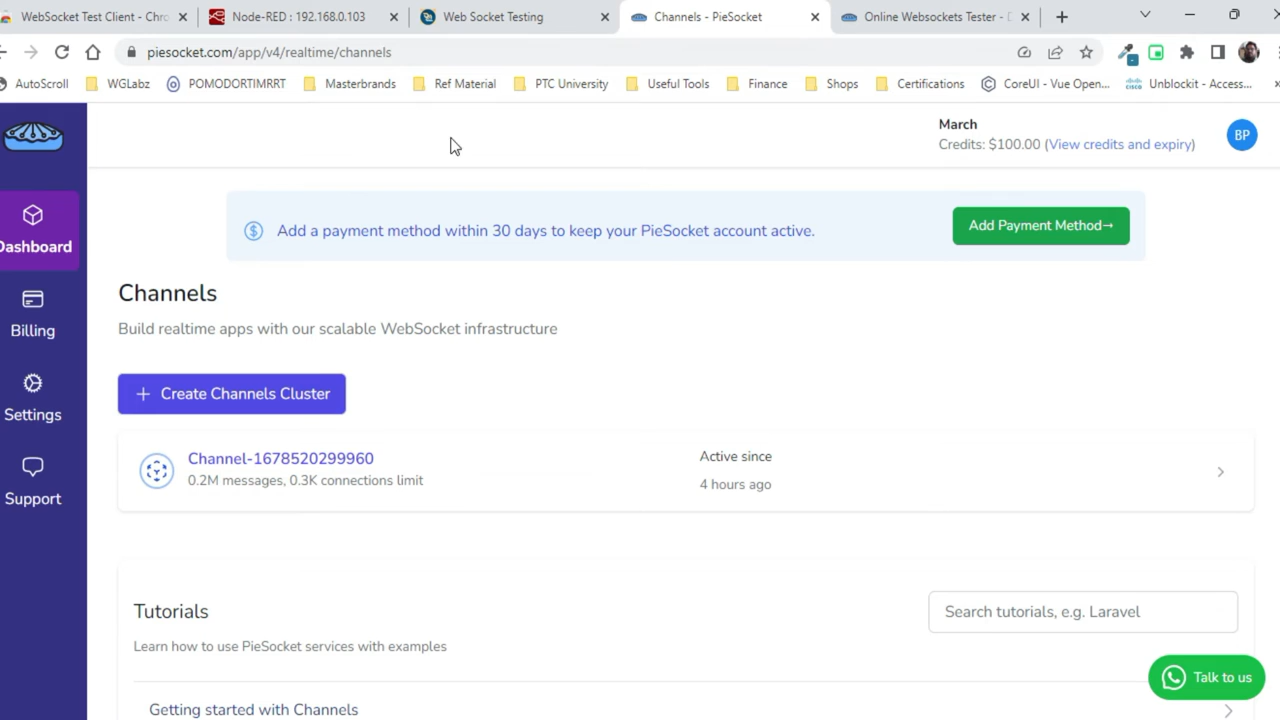 WebSocket Test Client - Chro
Node-RED : 192.168.0.103
Web Socket Testing
Channels - PieSocket
Online Websockets Tester - D
piesocket.com/app/v4/realtime/channels
AutoScroll
WGLabz
POMODORTIMRRT
Masterbrands
Ref Material
PTC University
Useful Tools
Finance
Shops
Certifications
CoreUI - Vue Open...
Unblockit - Access...
March
Credits: $100.00 (View credits and expiry)
BP
Add a payment method within 30 days to keep your PieSocket account active.
Add Payment Method→
Dashboard
Billing
Settings
Support
Channels
Build realtime apps with our scalable WebSocket infrastructure
+ Create Channels Cluster
Channel-1678520299960
0.2M messages, 0.3K connections limit
Active since
4 hours ago
Tutorials
Learn how to use PieSocket services with examples
Search tutorials, e.g. Laravel
Getting started with Channels
Talk to us